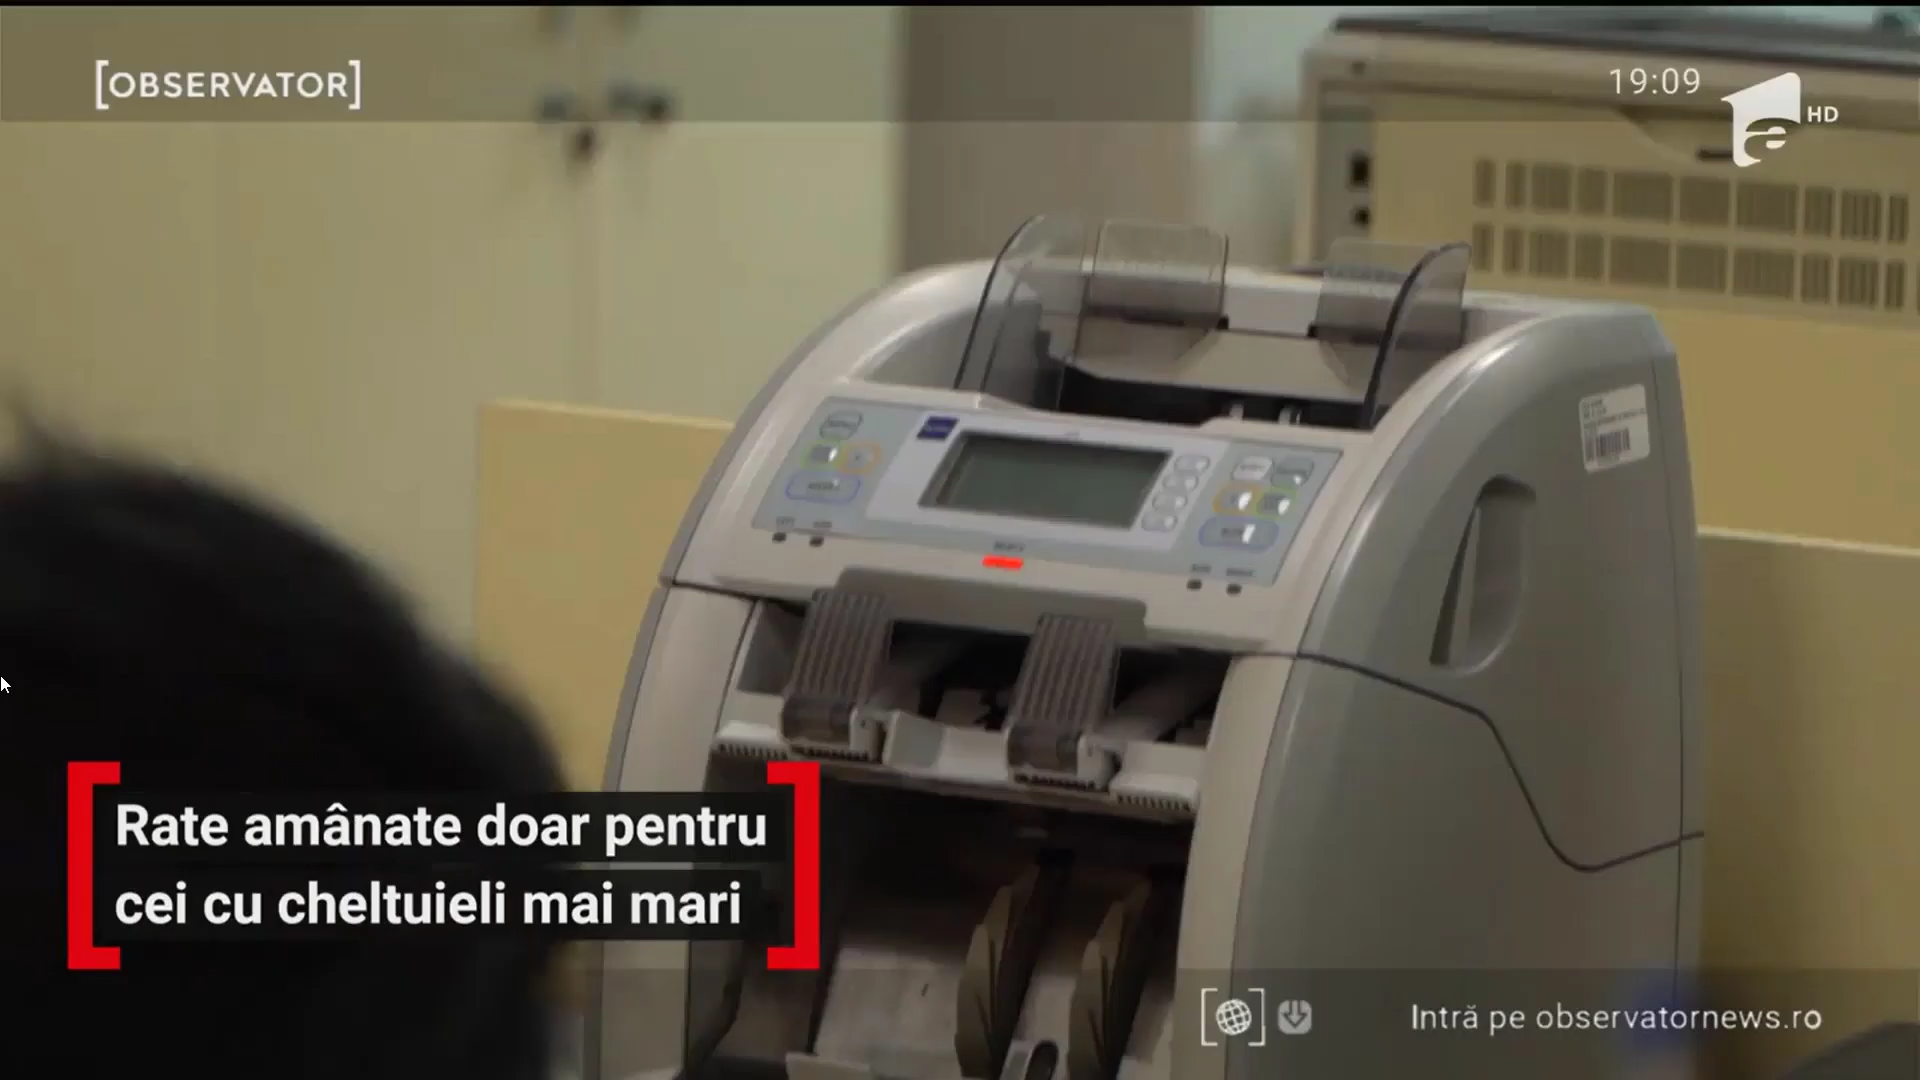 [OBSERVATOR]
19:09
HD
Rate amânate doar pentru
cei cu cheltuieli mai mari
Intră pe observatornews.ro